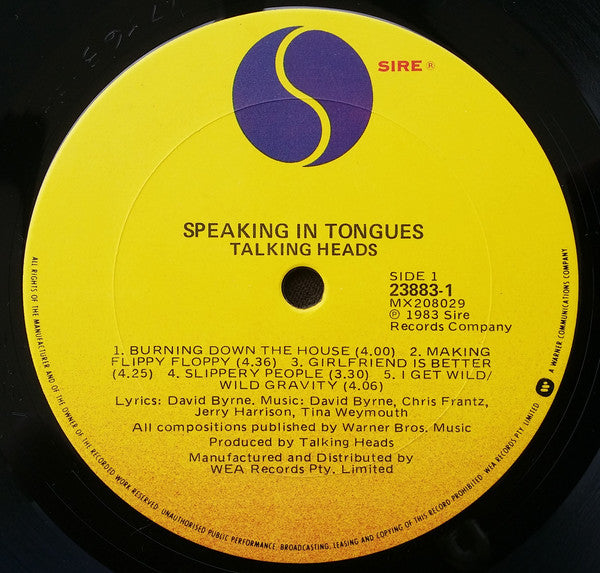 SIRE ®
SPEAKING IN TONGUES
TALKING HEADS
SIDE 1
23883-1
MX208029
℗ 1983 Sire
Records Company
1. BURNING DOWN THE HOUSE (4.00) 2. MAKING
FLIPPY FLOPPY (4.36) 3. GIRLFRIEND IS BETTER
(4.25) 4. SLIPPERY PEOPLE (3.30) 5. I GET WILD/
WILD GRAVITY (4.06)
Lyrics: David Byrne. Music: David Byrne, Chris Frantz,
Jerry Harrison, Tina Weymouth
All compositions published by Warner Bros. Music
Produced by Talking Heads
Manufactured and Distributed by
WEA Records Pty. Limited
ALL RIGHTS OF THE MANUFACTURER AND OF THE OWNER OF THE RECORDED WORK RESERVED. UNAUTHORISED PUBLIC PERFORMANCE, BROADCASTING, LEASING AND COPYING OF THIS RECORD PROHIBITED. WEA RECORDS PTY. LIMITED
A WARNER COMMUNICATIONS COMPANY